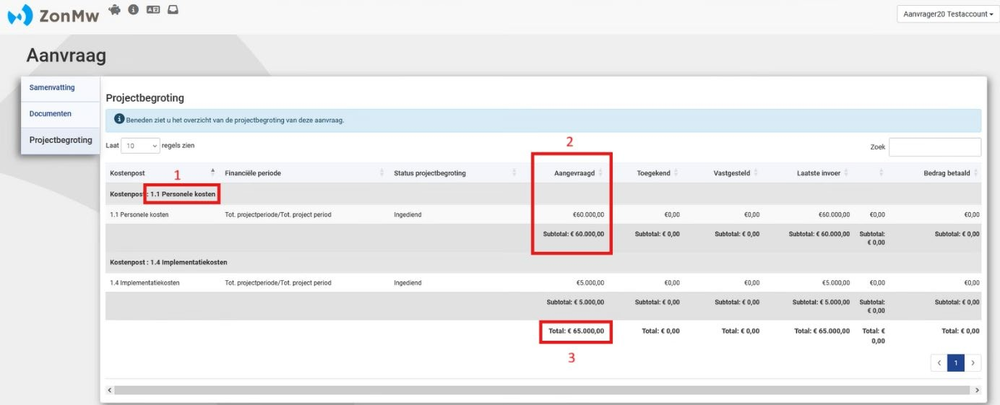 ZonMw
Aanvrager20 Testaccount
Aanvraag
Samenvatting
Documenten
Projectbegroting
Projectbegroting
Beneden ziet u het overzicht van de projectbegroting van deze aanvraag.
Laat 10 regels zien
Zoek
2
Kostenpost Financiële periode Status projectbegroting Aangevraagd Toegekend Vastgesteld Laatste invoer Bedrag betaald
1
Kostenpost : 1.1 Personele kosten
1.1 Personele kosten Tot. projectperiode/Tot. project period Ingediend €60.000,00 €0,00 €0,00 €60.000,00 €0,00 €0,00
Subtotal: € 60.000,00 Subtotal: € 0,00 Subtotal: € 0,00 Subtotal: € 60.000,00 Subtotal: € 0,00 Subtotal: € 0,00
Kostenpost : 1.4 Implementatiekosten
1.4 Implementatiekosten Tot. projectperiode/Tot. project period Ingediend €5.000,00 €0,00 €0,00 €5.000,00 €0,00 €0,00
Subtotal: € 5.000,00 Subtotal: € 0,00 Subtotal: € 0,00 Subtotal: € 5.000,00 Subtotal: € 0,00 Subtotal: € 0,00
Total: € 65.000,00 Total: € 0,00 Total: € 0,00 Total: € 65.000,00 Total: € 0,00 Total: € 0,00
3
1